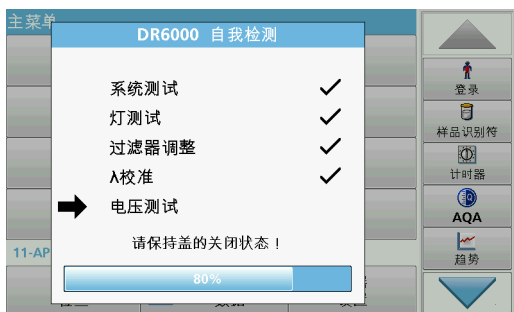 主菜单
DR6000 自我检测
系统测试
灯测试
过滤器调整
λ校准
电压测试
请保持盖的关闭状态！
80%
11-AP
数据
登录
样品识别符
计时器
AQA
趋势